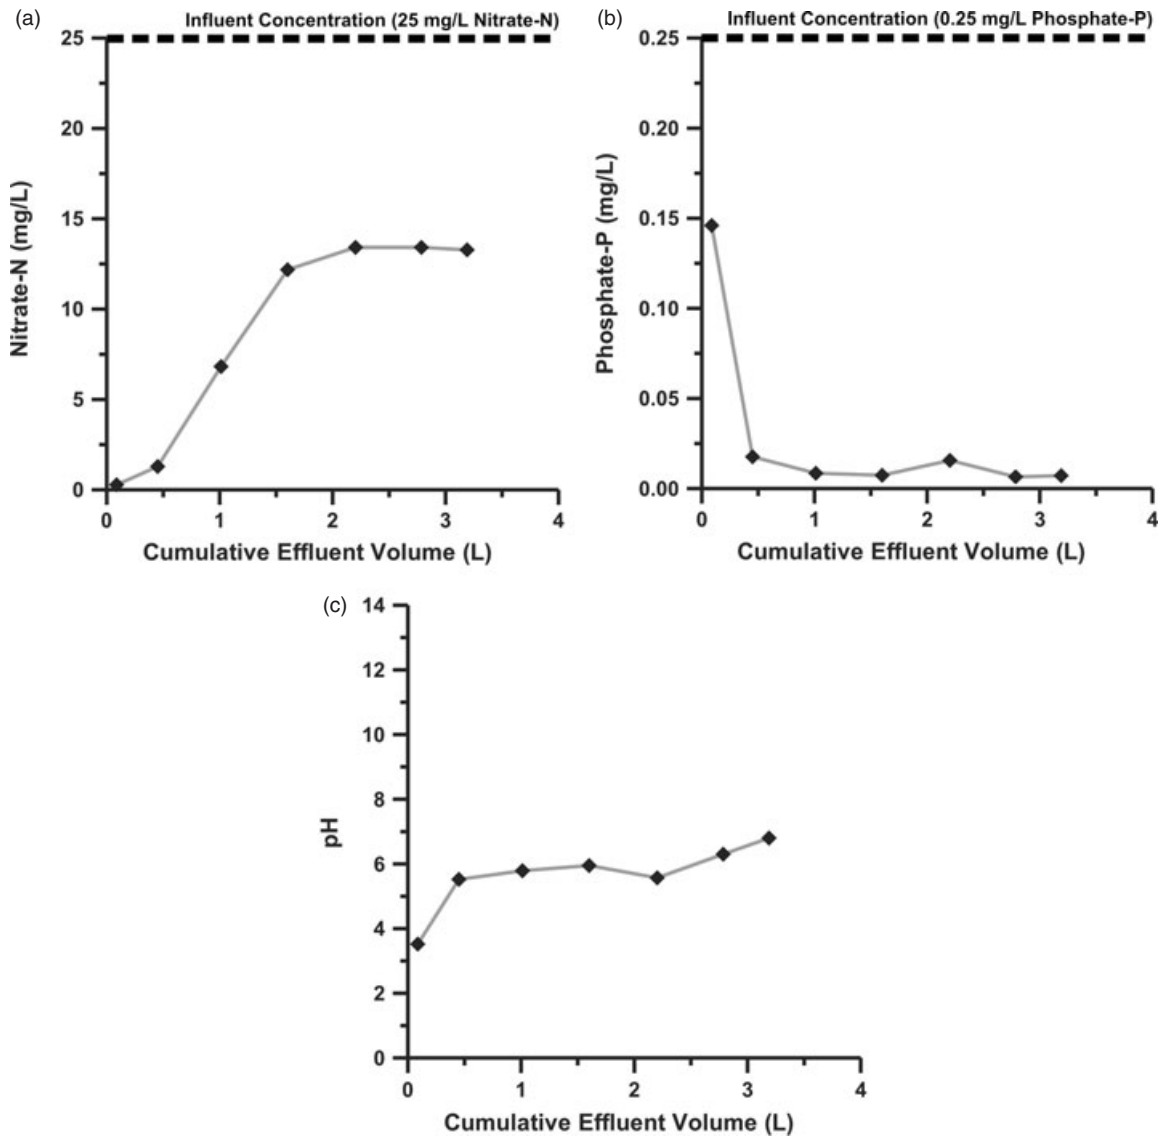 (a)
Influent Concentration (25 mg/L Nitrate-N)
25
20
15
10
5
0
Nitrate-N (mg/L)
0 1 2 3 4
Cumulative Effluent Volume (L)
(b)
Influent Concentration (0.25 mg/L Phosphate-P)
0.25
0.20
0.15
0.10
0.05
0.00
Phosphate-P (mg/L)
0 1 2 3 4
Cumulative Effluent Volume (L)
(c)
14
12
10
8
6
4
2
0
pH
0 1 2 3 4
Cumulative Effluent Volume (L)